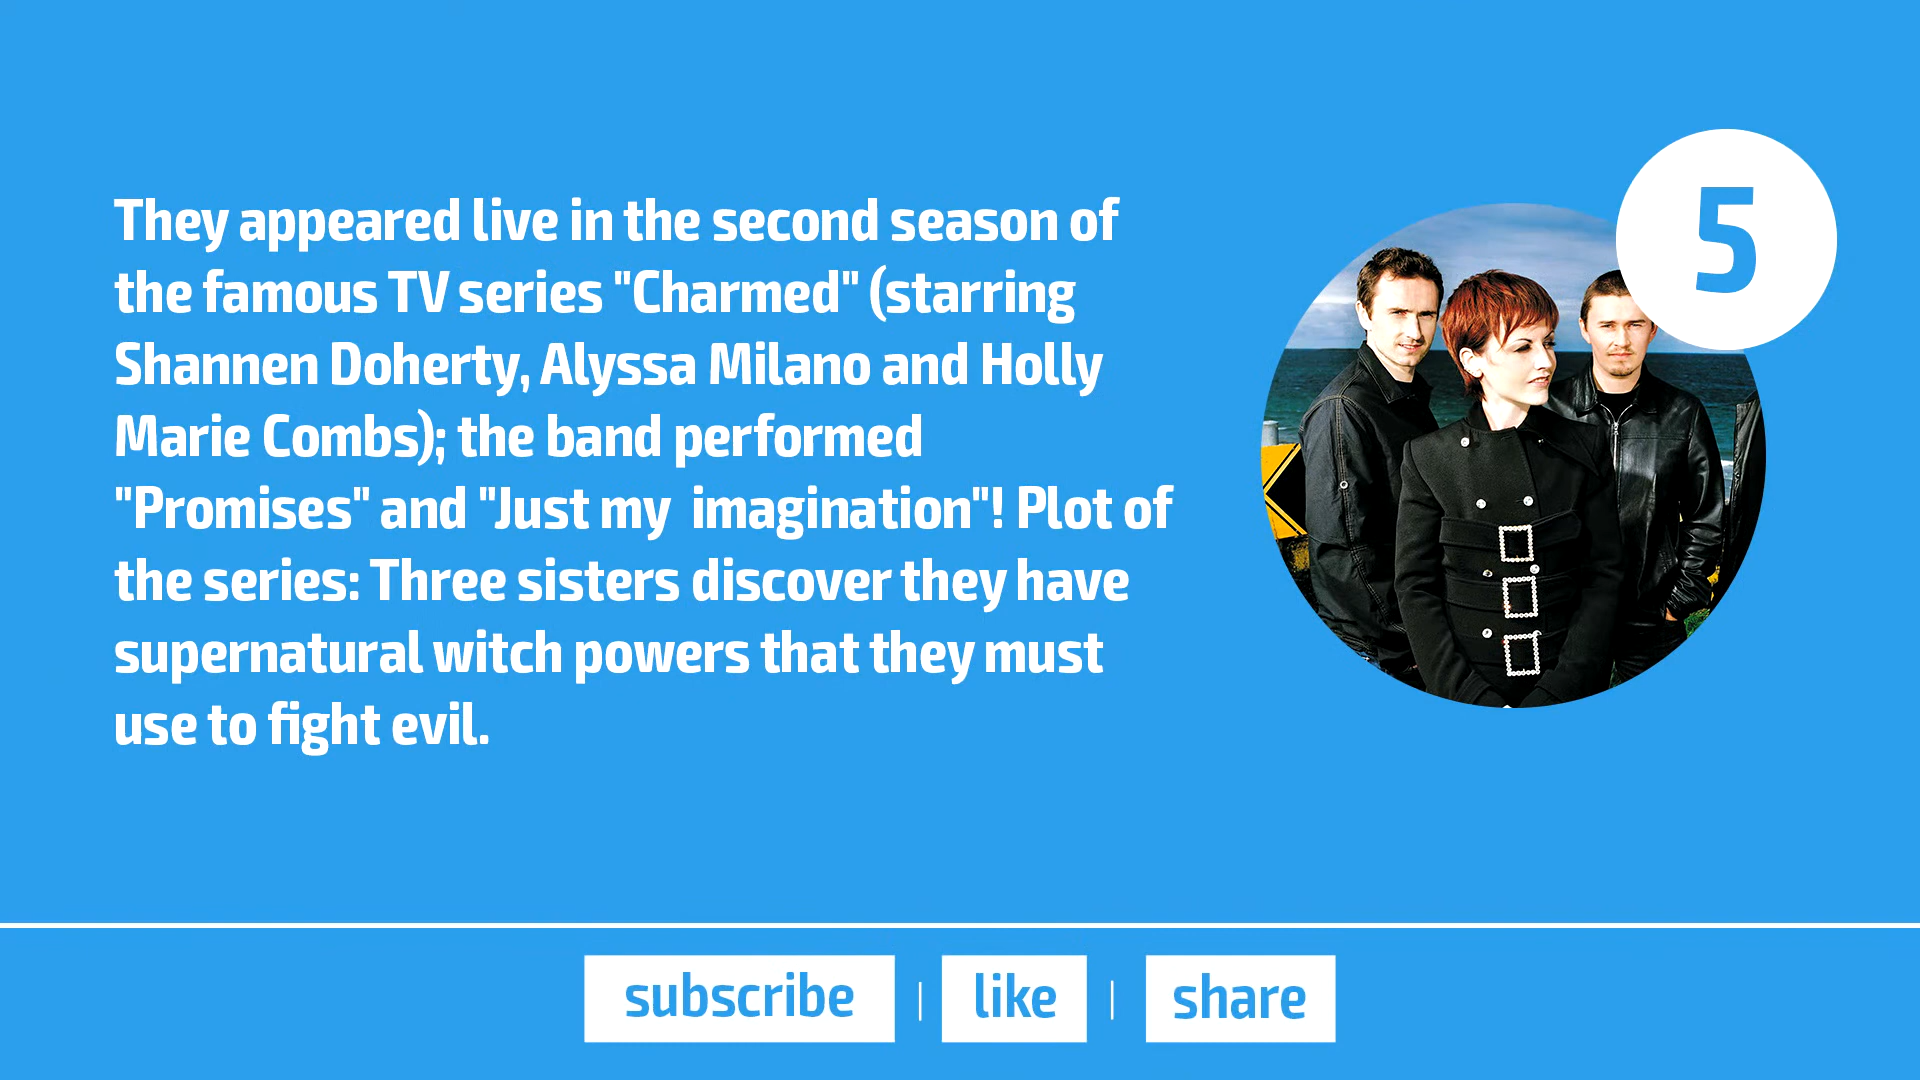 They appeared live in the second season of
the famous TV series "Charmed" (starring
Shannen Doherty, Alyssa Milano and Holly
Marie Combs); the band performed
"Promises" and "Just my  imagination"! Plot of
the series: Three sisters discover they have
supernatural witch powers that they must
use to fight evil.
5
subscribe | like | share